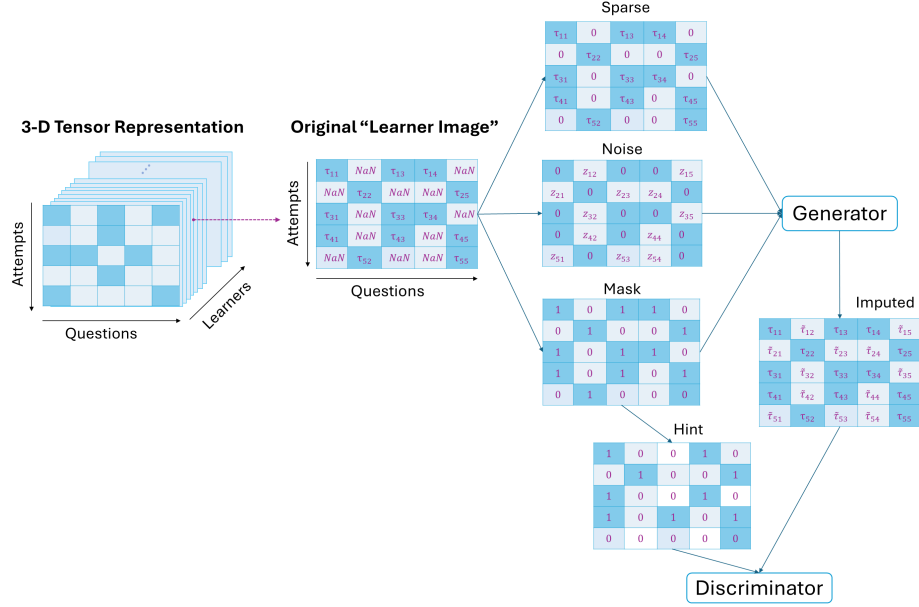 Sparse
τ11 0 τ13 τ14 0
0 τ22 0 0 τ25
τ31 0 τ33 τ34 0
τ41 0 τ43 0 τ45
0 τ52 0 0 τ55
3-D Tensor Representation
Attempts
Questions
Learners
Original “Learner Image”
Attempts
τ11 NaN τ13 τ14 NaN
NaN τ22 NaN NaN τ25
τ31 NaN τ33 τ34 NaN
τ41 NaN τ43 NaN τ45
NaN τ52 NaN NaN τ55
Questions
Noise
0 z12 0 0 z15
z21 0 z23 z24 0
0 z32 0 0 z35
0 z42 0 z44 0
z51 0 z53 z54 0
Mask
1 0 1 1 0
0 1 0 0 1
1 0 1 1 0
1 0 1 0 1
0 1 0 0 0
Generator
Imputed
τ11 τ̂12 τ13 τ14 τ̂15
τ̂21 τ22 τ̂23 τ̂24 τ25
τ31 τ̂32 τ33 τ34 τ̂35
τ41 τ̂42 τ43 τ̂44 τ45
τ̂51 τ52 τ̂53 τ̂54 τ55
Hint
1 0 0 1 0
0 1 0 0 1
1 0 0 1 0
1 0 1 0 1
0 0 0 0 0
Discriminator